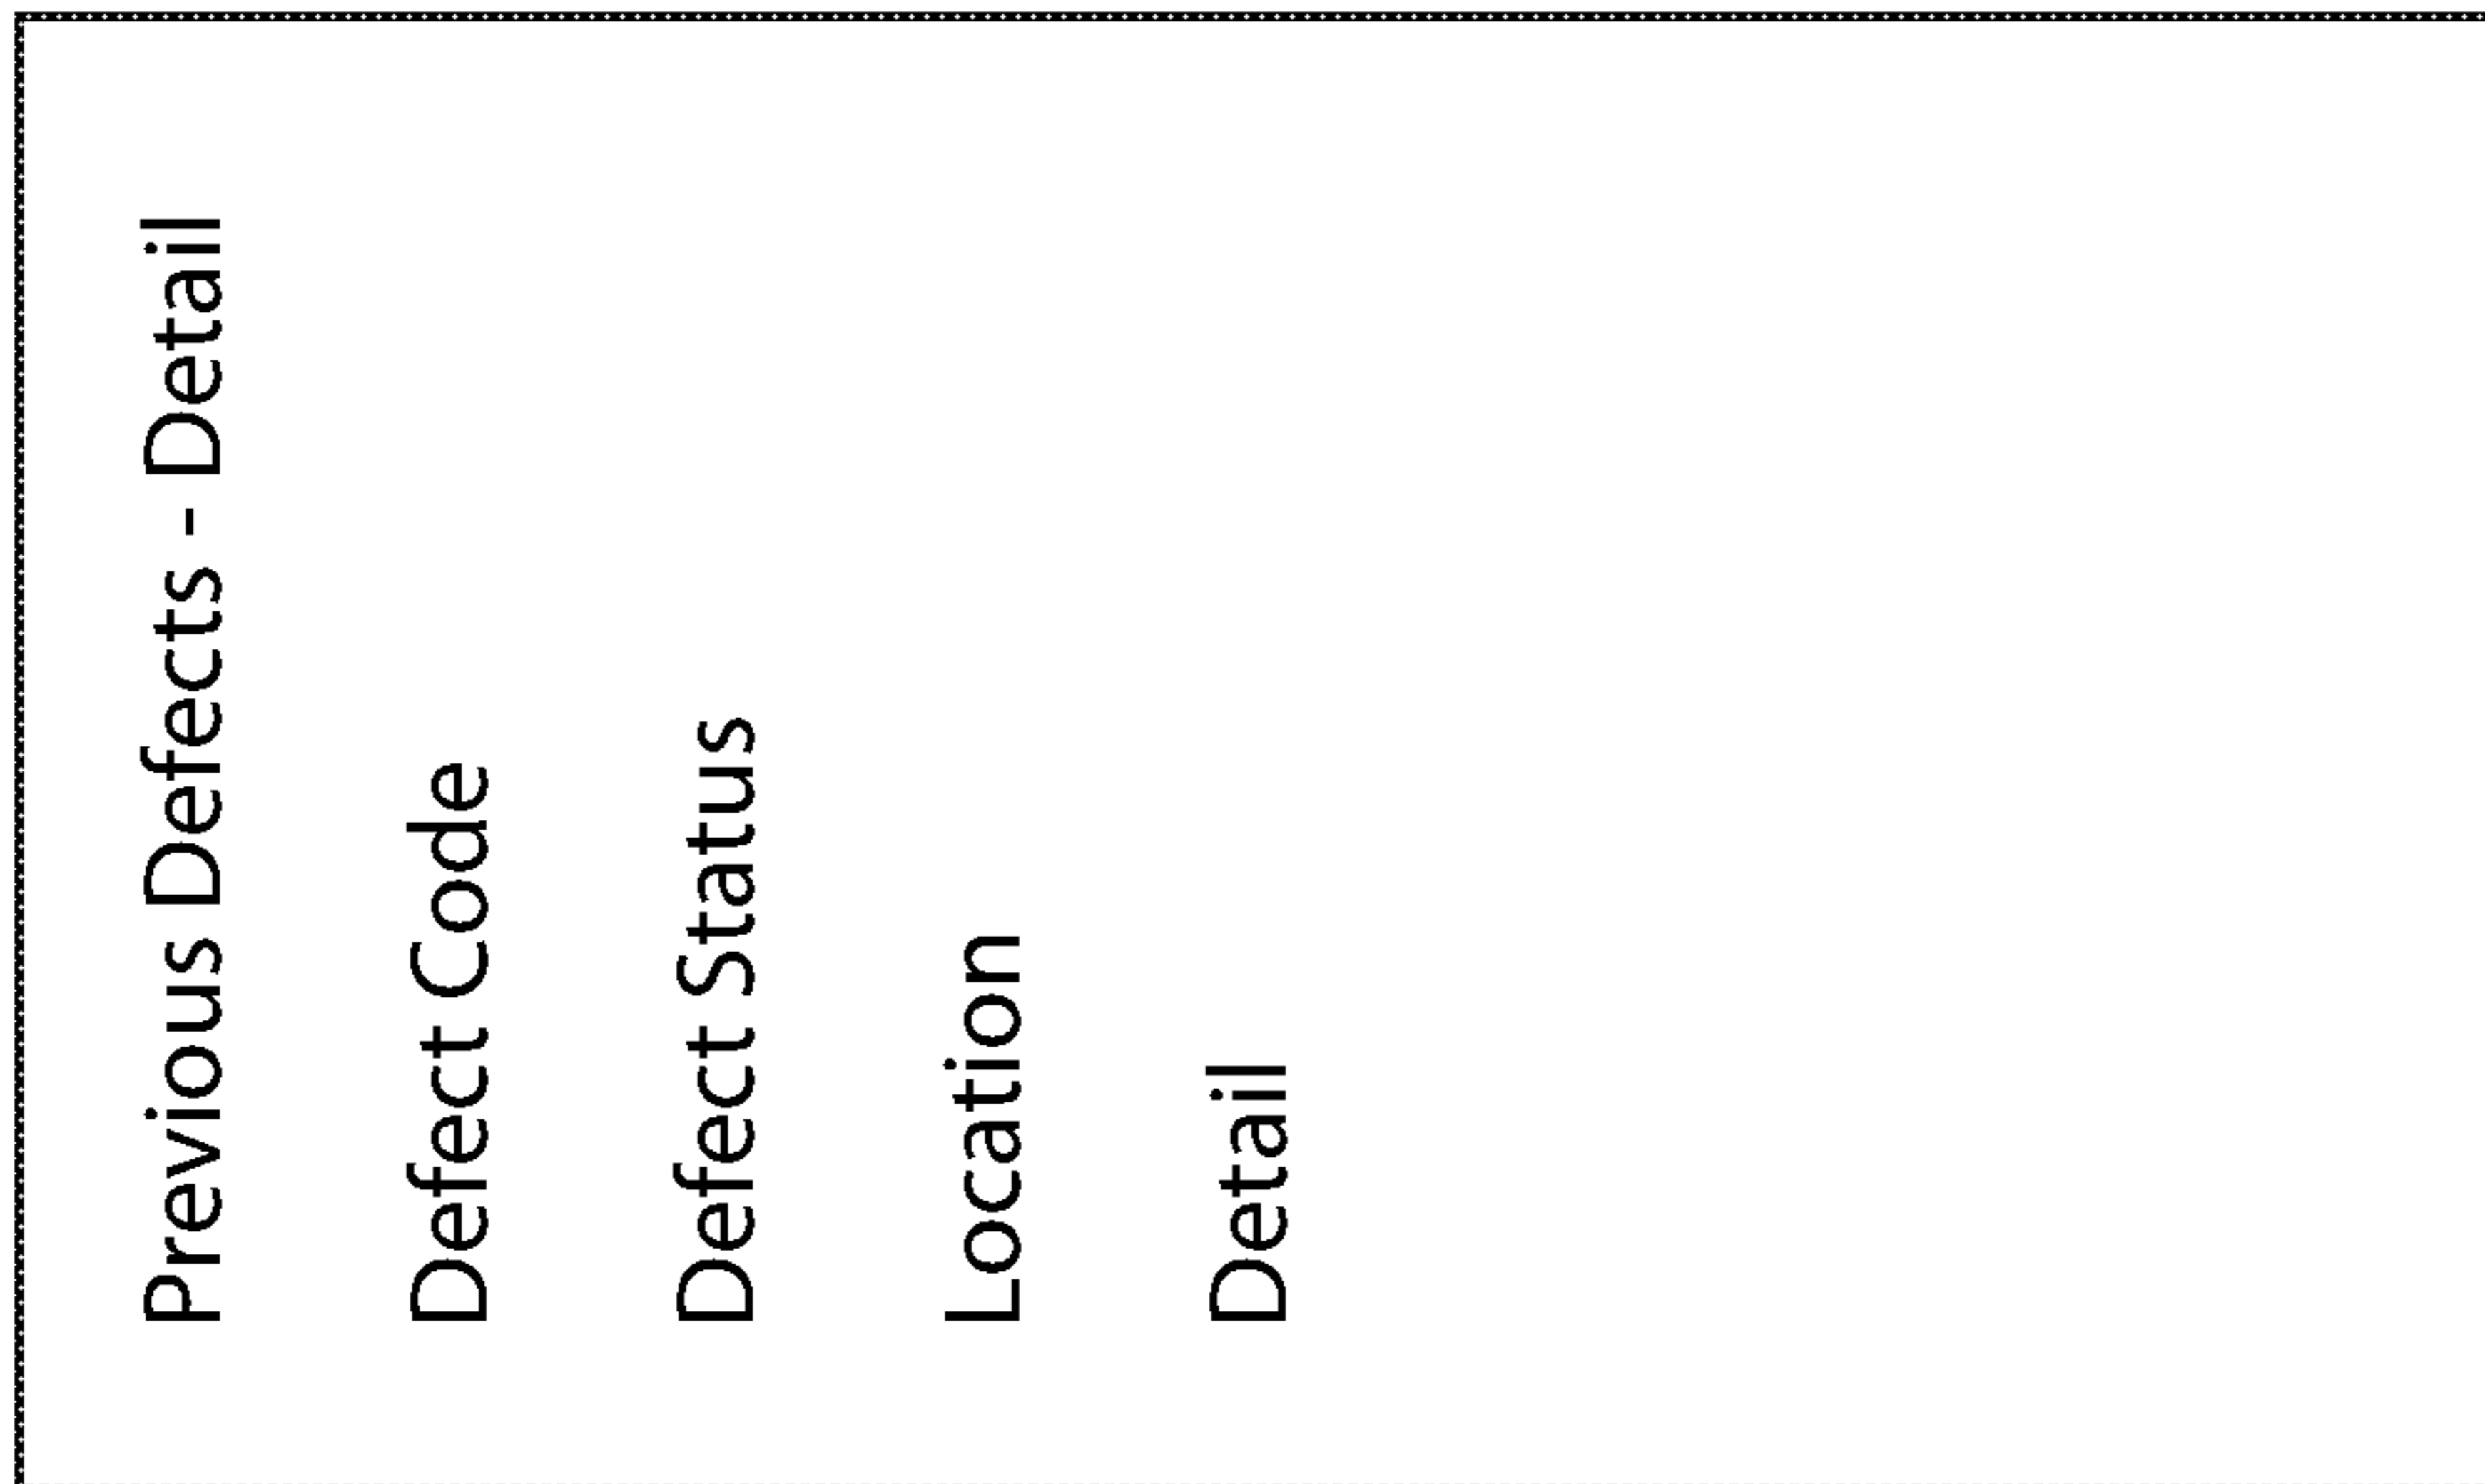 Previous Defects - Detail
Defect Code
Defect Status
Location
Detail